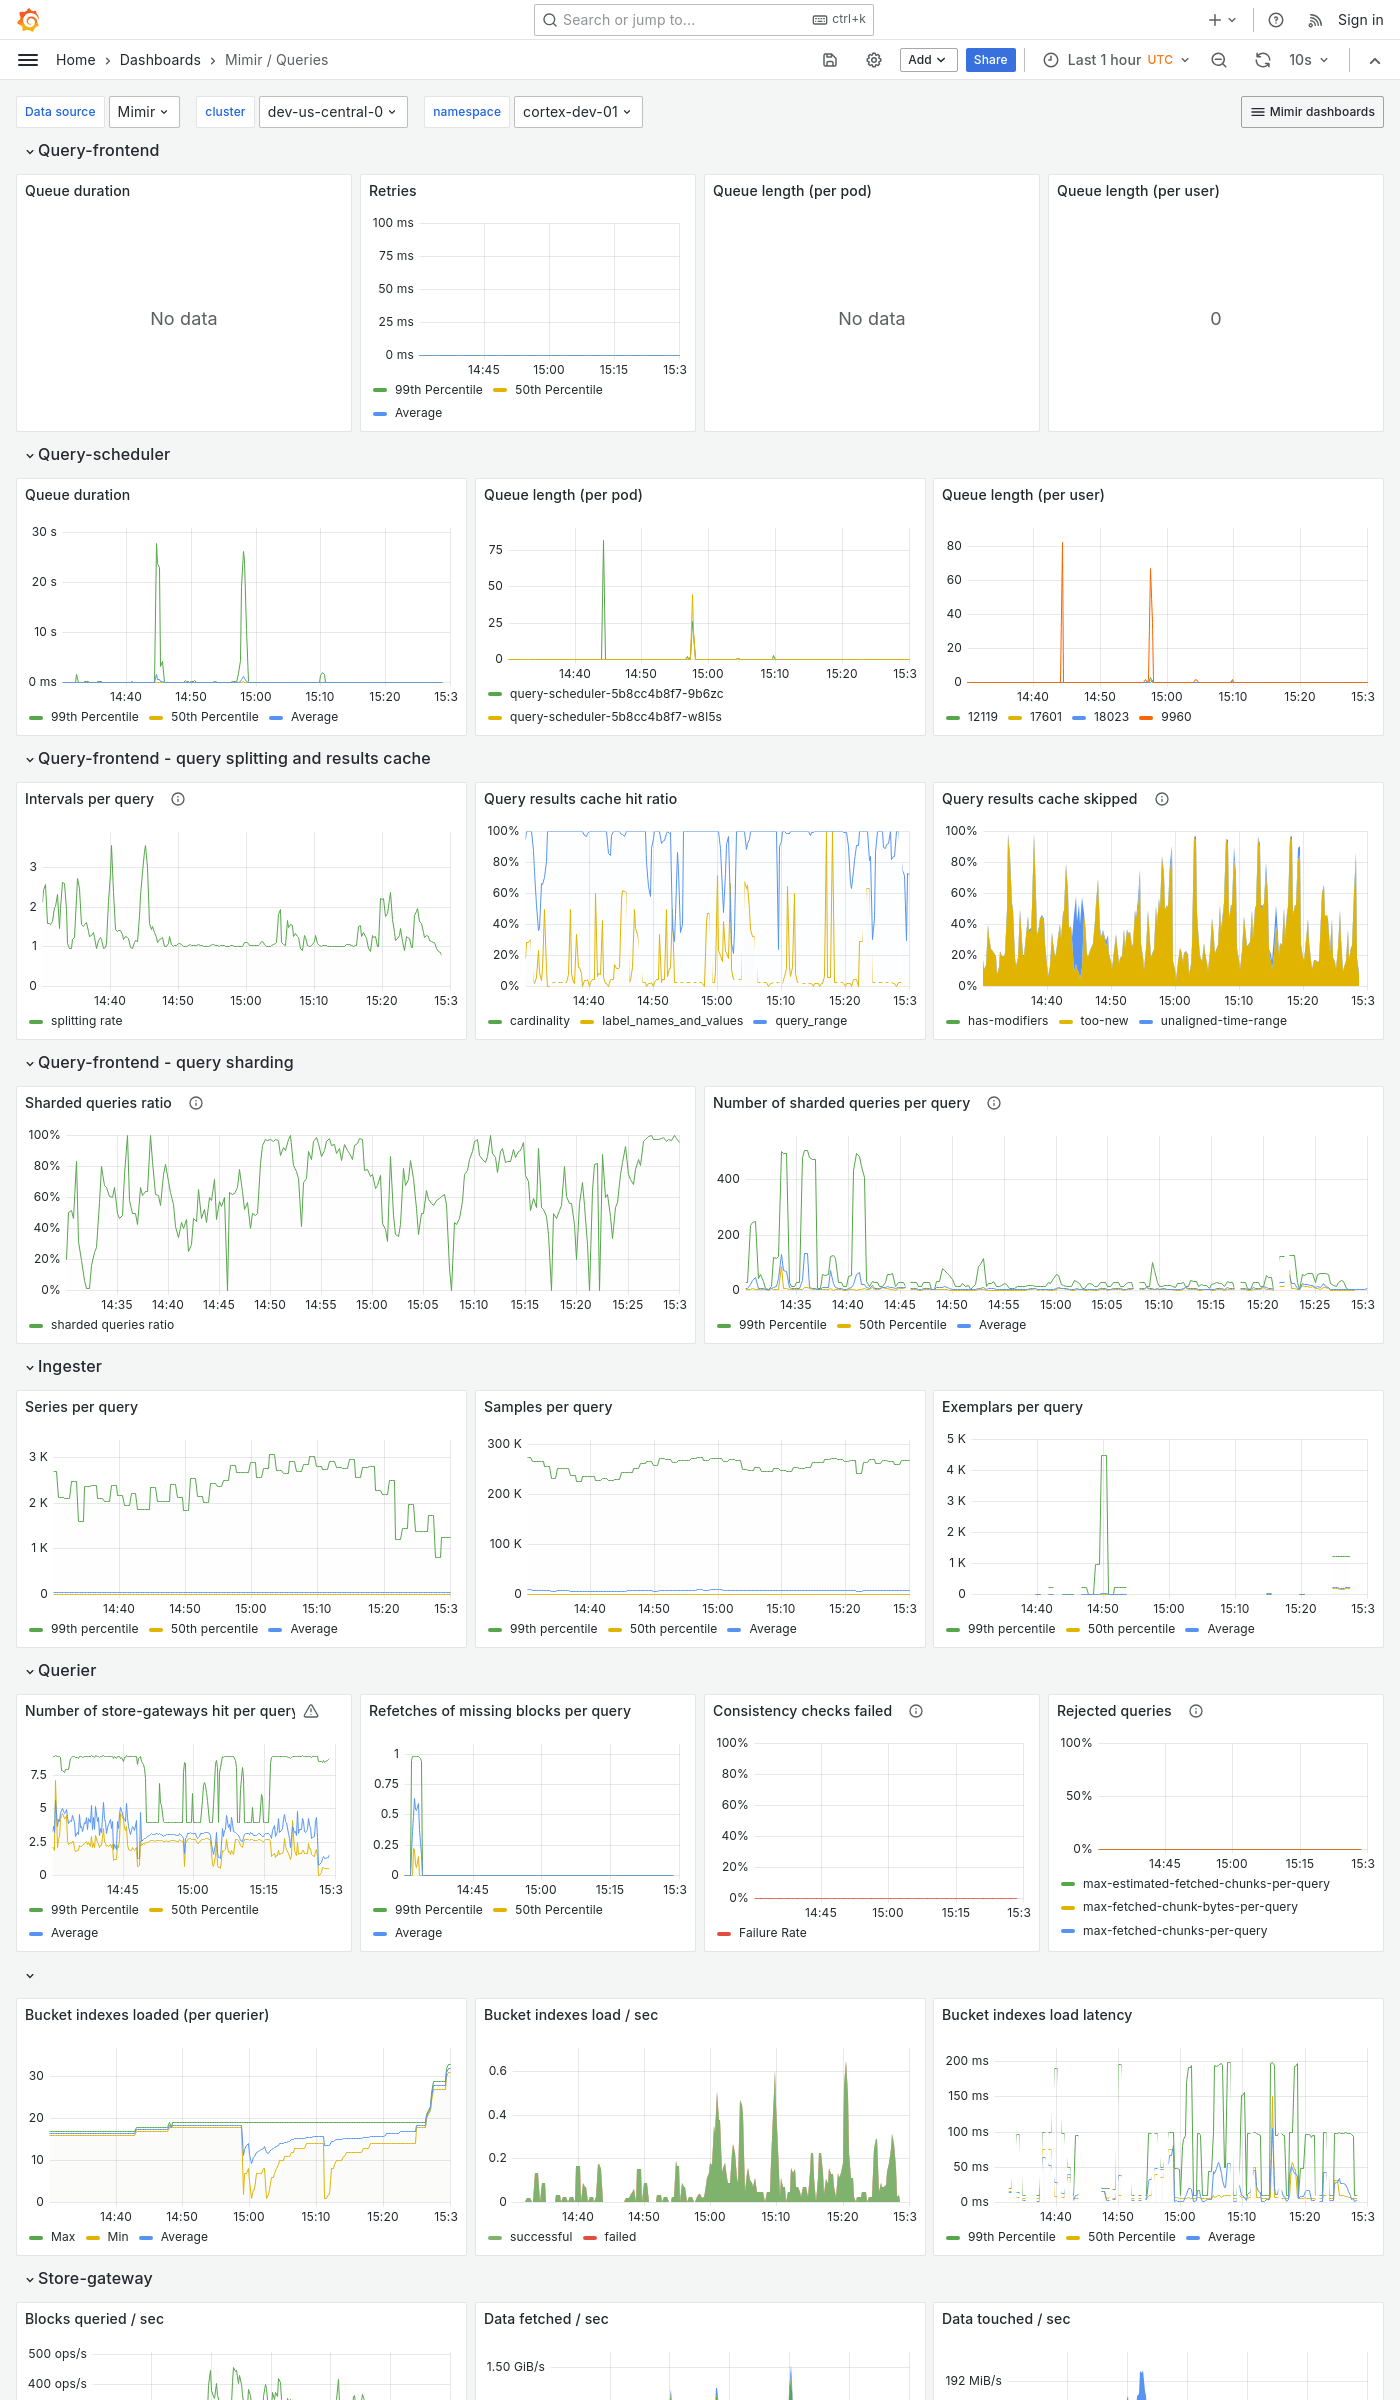 Search or jump to...
ctrl+k
Sign in
Home
Dashboards
Mimir / Queries
Add
Share
Last 1 hour UTC
10s
Data source
Mimir
cluster
dev-us-central-0
namespace
cortex-dev-01
Mimir dashboards
Query-frontend
Queue duration
No data
Retries
100 ms
75 ms
50 ms
25 ms
0 ms
14:45 15:00 15:15 15:3
99th Percentile 50th Percentile
Average
Queue length (per pod)
No data
Queue length (per user)
0
Query-scheduler
Queue duration
30 s
20 s
10 s
0 ms
14:40 14:50 15:00 15:10 15:20 15:3
99th Percentile 50th Percentile Average
Queue length (per pod)
75
50
25
0
14:40 14:50 15:00 15:10 15:20 15:3
query-scheduler-5b8cc4b8f7-9b6zc
query-scheduler-5b8cc4b8f7-w8l5s
Queue length (per user)
80
60
40
20
0
14:40 14:50 15:00 15:10 15:20 15:3
12119 17601 18023 9960
Query-frontend - query splitting and results cache
Intervals per query
3
2
1
0
14:40 14:50 15:00 15:10 15:20 15:3
splitting rate
Query results cache hit ratio
100%
80%
60%
40%
20%
0%
14:40 14:50 15:00 15:10 15:20 15:3
cardinality label_names_and_values query_range
Query results cache skipped
100%
80%
60%
40%
20%
0%
14:40 14:50 15:00 15:10 15:20 15:3
has-modifiers too-new unaligned-time-range
Query-frontend - query sharding
Sharded queries ratio
100%
80%
60%
40%
20%
0%
14:35 14:40 14:45 14:50 14:55 15:00 15:05 15:10 15:15 15:20 15:25 15:3
sharded queries ratio
Number of sharded queries per query
400
200
0
14:35 14:40 14:45 14:50 14:55 15:00 15:05 15:10 15:15 15:20 15:25 15:3
99th Percentile 50th Percentile Average
Ingester
Series per query
3 K
2 K
1 K
0
14:40 14:50 15:00 15:10 15:20 15:3
99th percentile 50th percentile Average
Samples per query
300 K
200 K
100 K
0
14:40 14:50 15:00 15:10 15:20 15:3
99th percentile 50th percentile Average
Exemplars per query
5 K
4 K
3 K
2 K
1 K
0
14:40 14:50 15:00 15:10 15:20 15:3
99th percentile 50th percentile Average
Querier
Number of store-gateways hit per query
7.5
5
2.5
0
14:45 15:00 15:15 15:3
99th Percentile 50th Percentile
Average
Refetches of missing blocks per query
1
0.75
0.5
0.25
0
14:45 15:00 15:15 15:3
99th Percentile 50th Percentile
Average
Consistency checks failed
100%
80%
60%
40%
20%
0%
14:45 15:00 15:15 15:3
Failure Rate
Rejected queries
100%
50%
0%
14:45 15:00 15:15 15:3
max-estimated-fetched-chunks-per-query
max-fetched-chunk-bytes-per-query
max-fetched-chunks-per-query
Bucket indexes loaded (per querier)
30
20
10
0
14:40 14:50 15:00 15:10 15:20 15:3
Max Min Average
Bucket indexes load / sec
0.6
0.4
0.2
0
14:40 14:50 15:00 15:10 15:20 15:3
successful failed
Bucket indexes load latency
200 ms
150 ms
100 ms
50 ms
0 ms
14:40 14:50 15:00 15:10 15:20 15:3
99th Percentile 50th Percentile Average
Store-gateway
Blocks queried / sec
500 ops/s
400 ops/s
Data fetched / sec
1.50 GiB/s
Data touched / sec
192 MiB/s